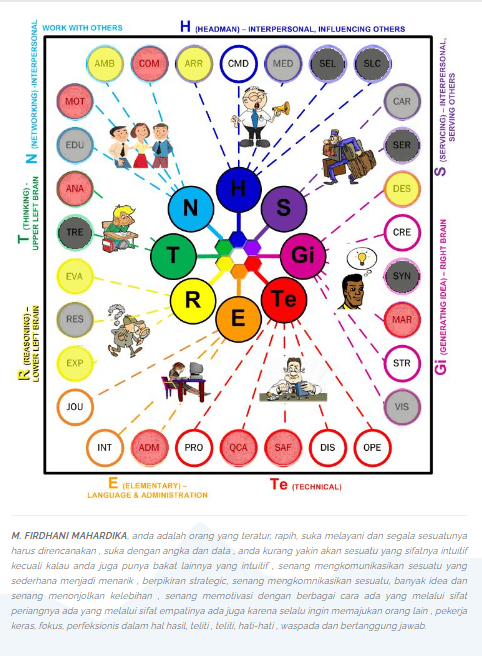 WORK WITH OTHERS
H (HEADMAN) – INTERPERSONAL, INFLUENCING OTHERS
AMB COM ARR CMD MED SEL SLC
N (NETWORKING) -INTERPERSONAL
MOT
EDU
T (THINKING) –
UPPER LEFT BRAIN
ANA
TRE
EVA
R (REASONING) –
LOWER LEFT BRAIN
RES
EXP
JOU
H
N
S
T
Gi
R
Te
E
S (SERVICING) – INTERPERSONAL,
SERVING OTHERS
CAR
SER
DES
Gi (GENERATING IDEA) – RIGHT BRAIN
CRE
SYN
MAR
STR
VIS
INT ADM PRO QCA SAF DIS OPE
E (ELEMENTARY) –
LANGUAGE & ADMINISTRATION
Te (TECHNICAL)
M. FIRDHANI MAHARDIKA, anda adalah orang yang teratur, rapih, suka melayani dan segala sesuatunya
harus direncanakan , suka dengan angka dan data , anda kurang yakin akan sesuatu yang sifatnya intuitif
kecuali kalau anda juga punya bakat lainnya yang intuitif , senang mengkomunikasikan sesuatu yang
sederhana menjadi menarik , berpikiran strategic, senang mengkomnikasikan sesuatu, banyak idea dan
senang menonjolkan kelebihan , senang memotivasi dengan berbagai cara ada yang melalui sifat
periangnya ada yang melalui sifat empatinya ada juga karena selalu ingin memajukan orang lain , pekerja
keras, fokus, perfeksionis dalam hal hasil, teliti , teliti, hati-hati , waspada dan bertanggung jawab.